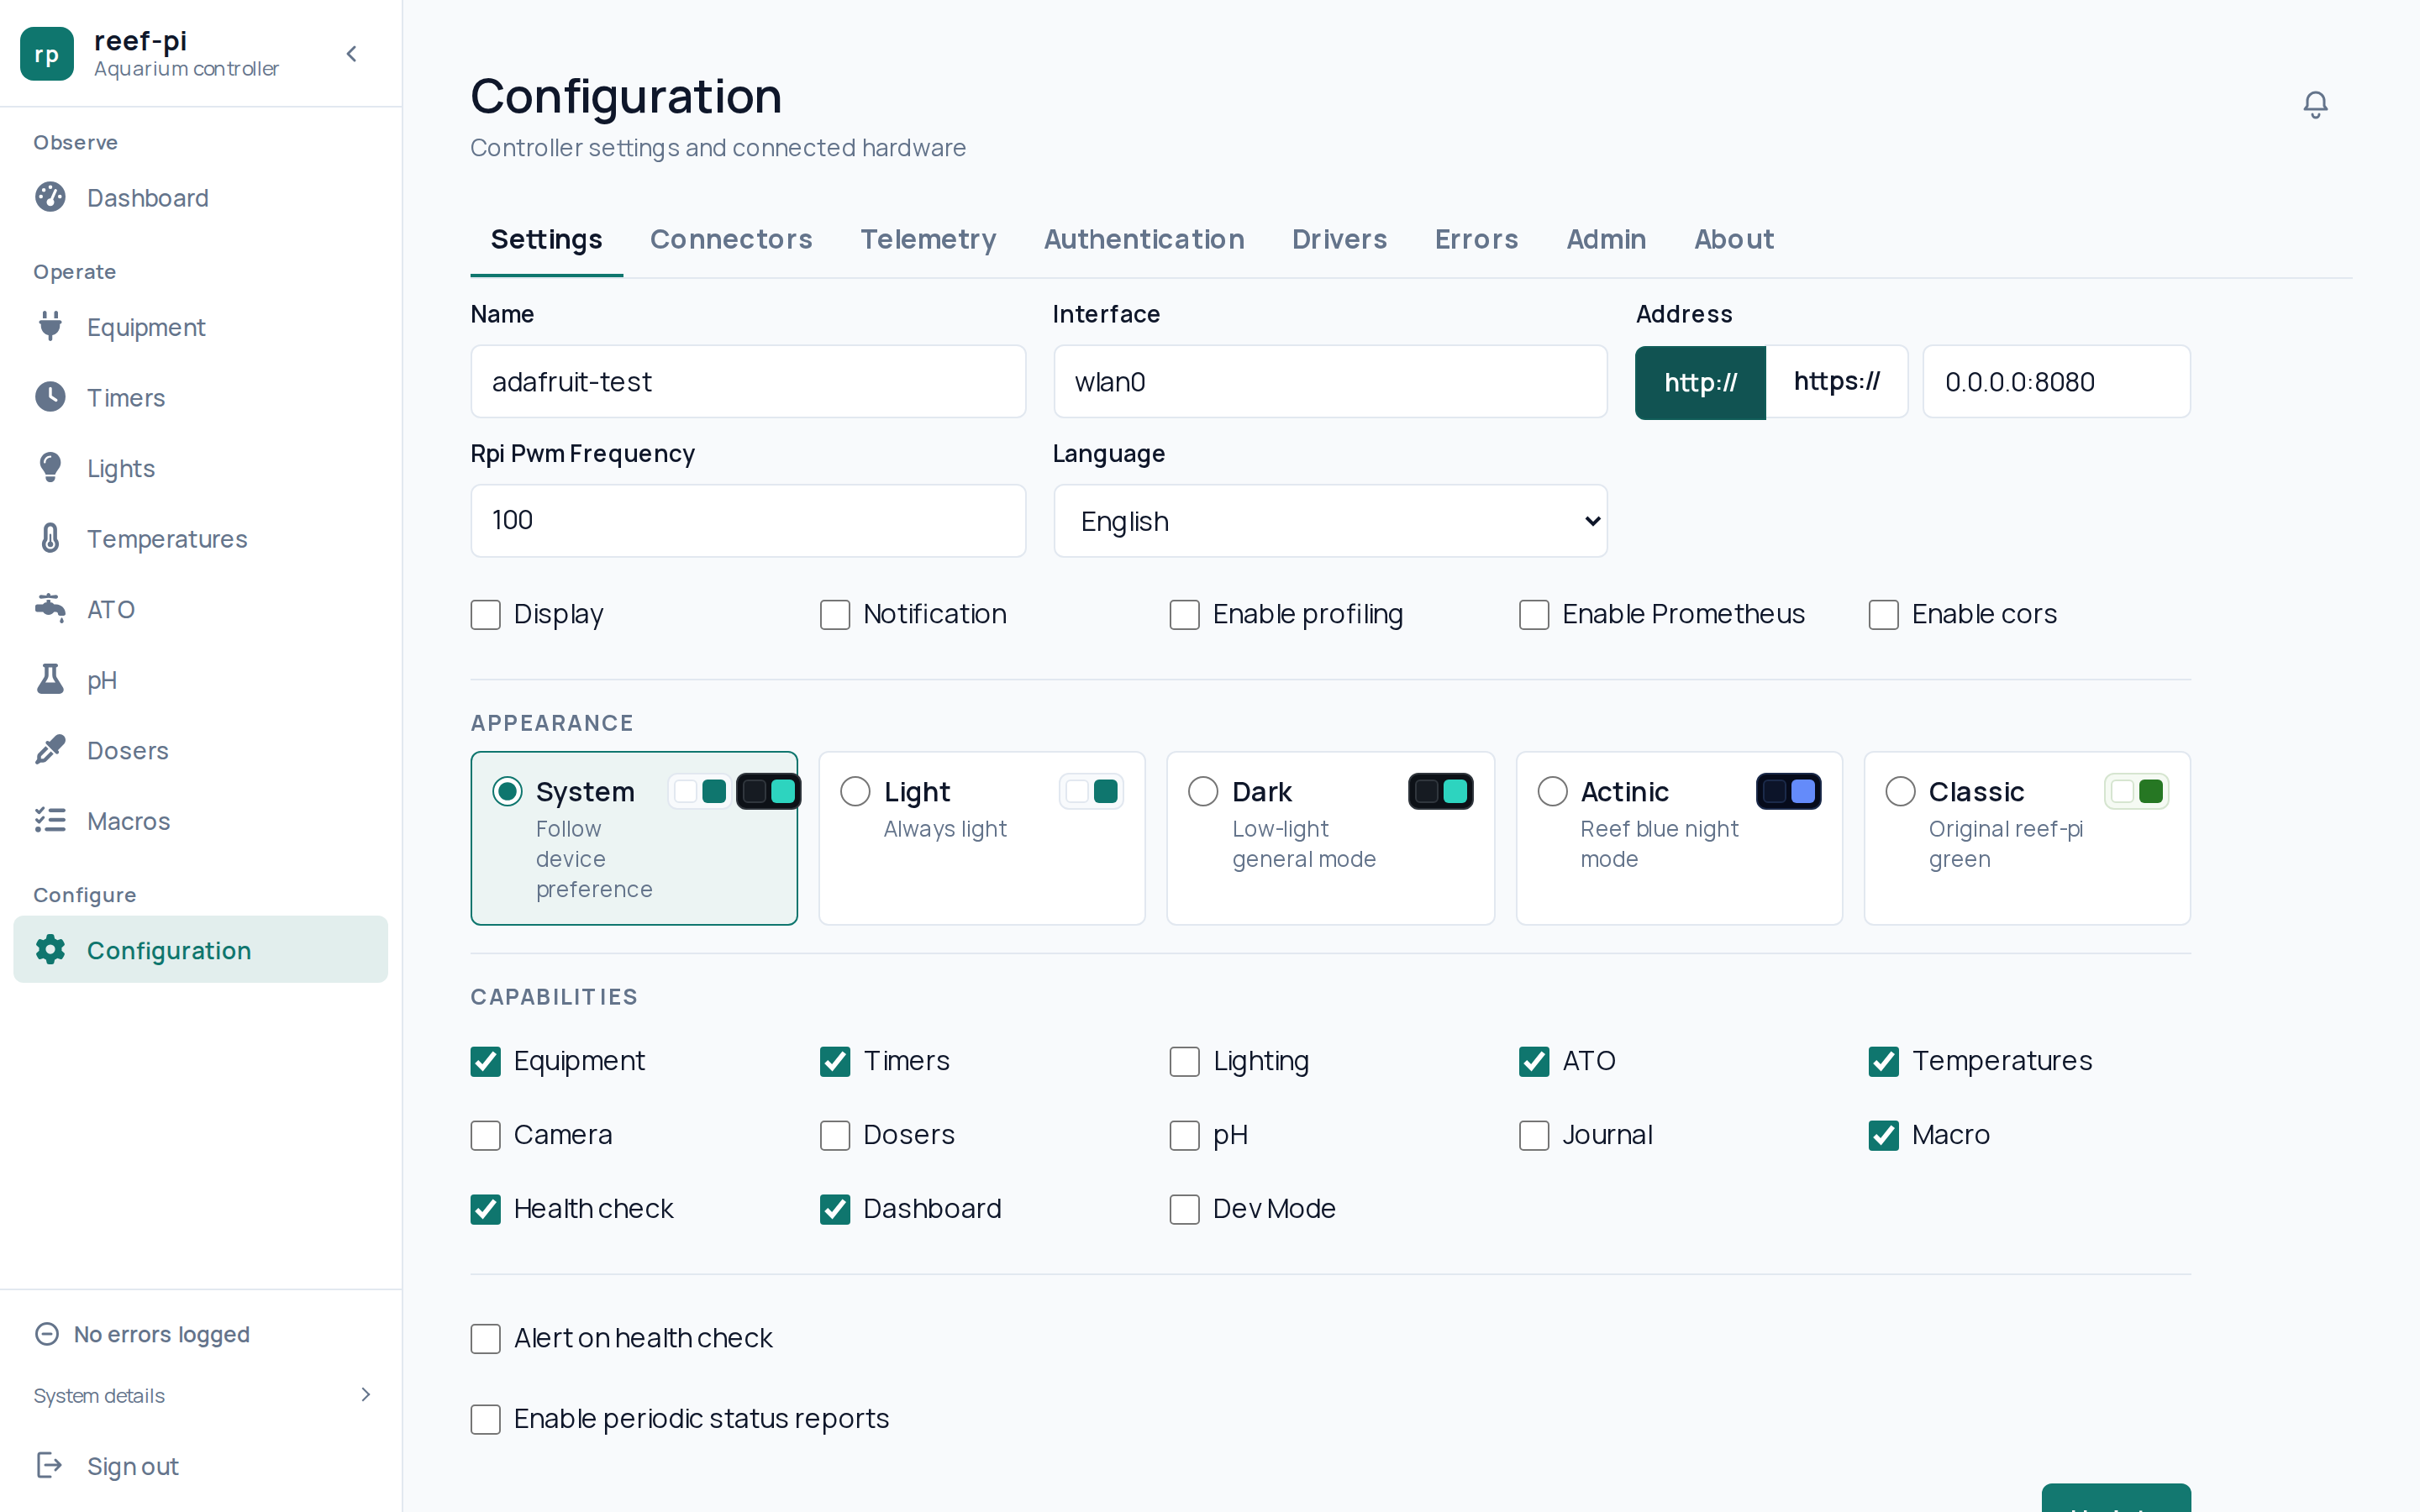 rp
reef-pi
Aquarium controller
Observe
Dashboard
Operate
Equipment
Timers
Lights
Temperatures
ATO
pH
Dosers
Macros
Configure
Configuration
No errors logged
System details
Sign out
Configuration
Controller settings and connected hardware
Settings Connectors Telemetry Authentication Drivers Errors Admin About
Name Interface Address
adafruit-test wlan0 http:// https:// 0.0.0.0:8080
Rpi Pwm Frequency Language
100 English
Display Notification Enable profiling Enable Prometheus Enable cors
APPEARANCE
System
Follow
device
preference
Light
Always light
Dark
Low-light
general mode
Actinic
Reef blue night
mode
Classic
Original reef-pi
green
CAPABILITIES
Equipment Timers Lighting ATO Temperatures
Camera Dosers pH Journal Macro
Health check Dashboard Dev Mode
Alert on health check
Enable periodic status reports